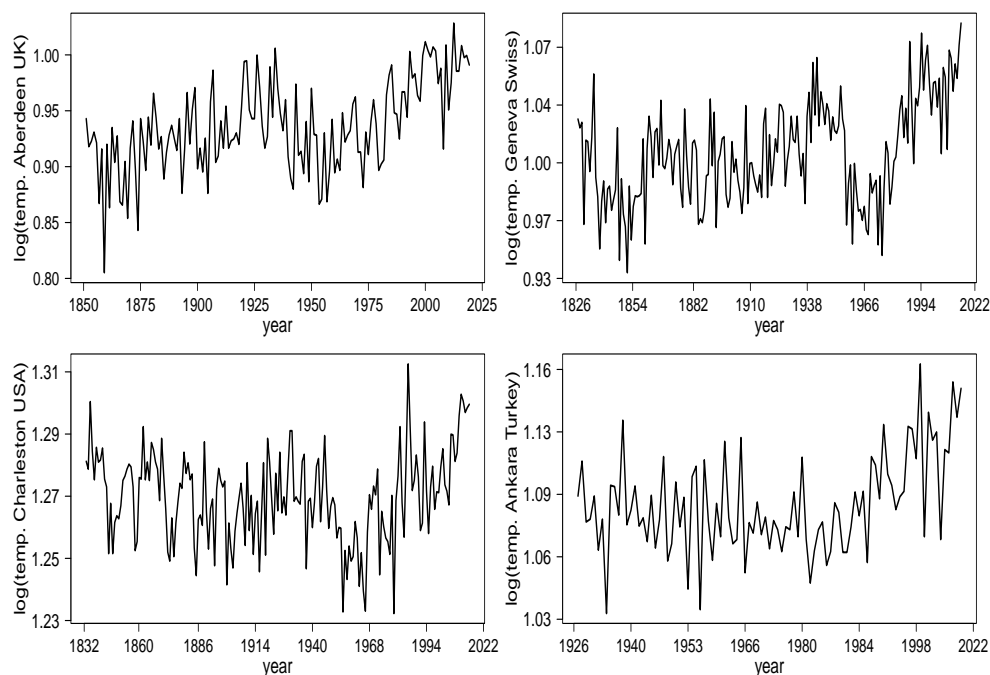 log(temp. Aberdeen UK)
1.00
0.95
0.90
0.85
0.80
1850 1875 1900 1925 1950 1975 2000 2025
year
log(temp. Geneva Swiss)
1.07
1.04
1.00
0.97
0.93
1826 1854 1882 1910 1938 1966 1994 2022
year
log(temp. Charleston USA)
1.31
1.29
1.27
1.25
1.23
1832 1860 1886 1914 1940 1968 1994 2022
year
log(temp. Ankara Turkey)
1.16
1.13
1.09
1.06
1.03
1926 1940 1953 1966 1984 1998 2022
year